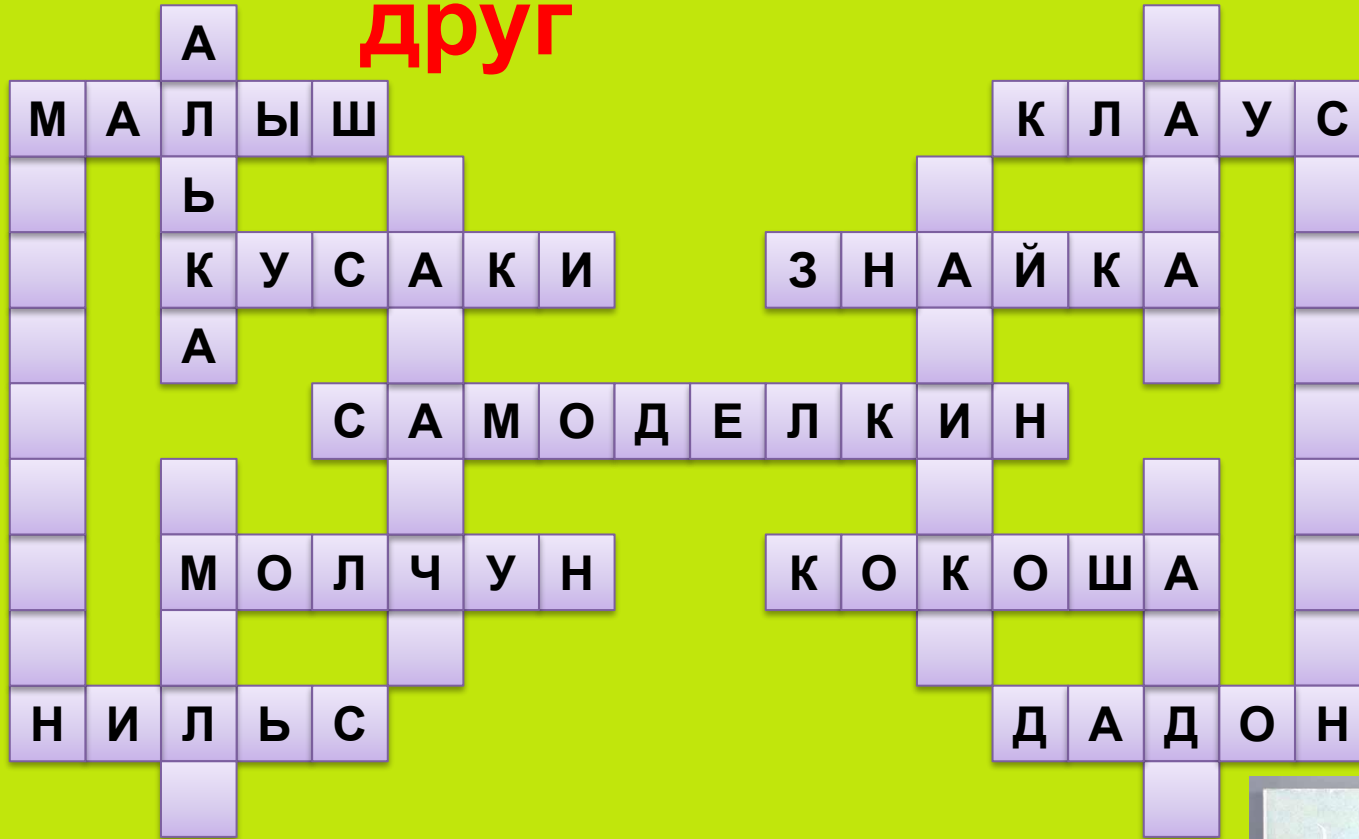 друг
А
МАЛЫШ КЛАУС
Ь
КУСАКИ ЗНАЙКА
А
САМОДЕЛКИН
МОЛЧУН КОКОША
НИЛЬС ДАДОН